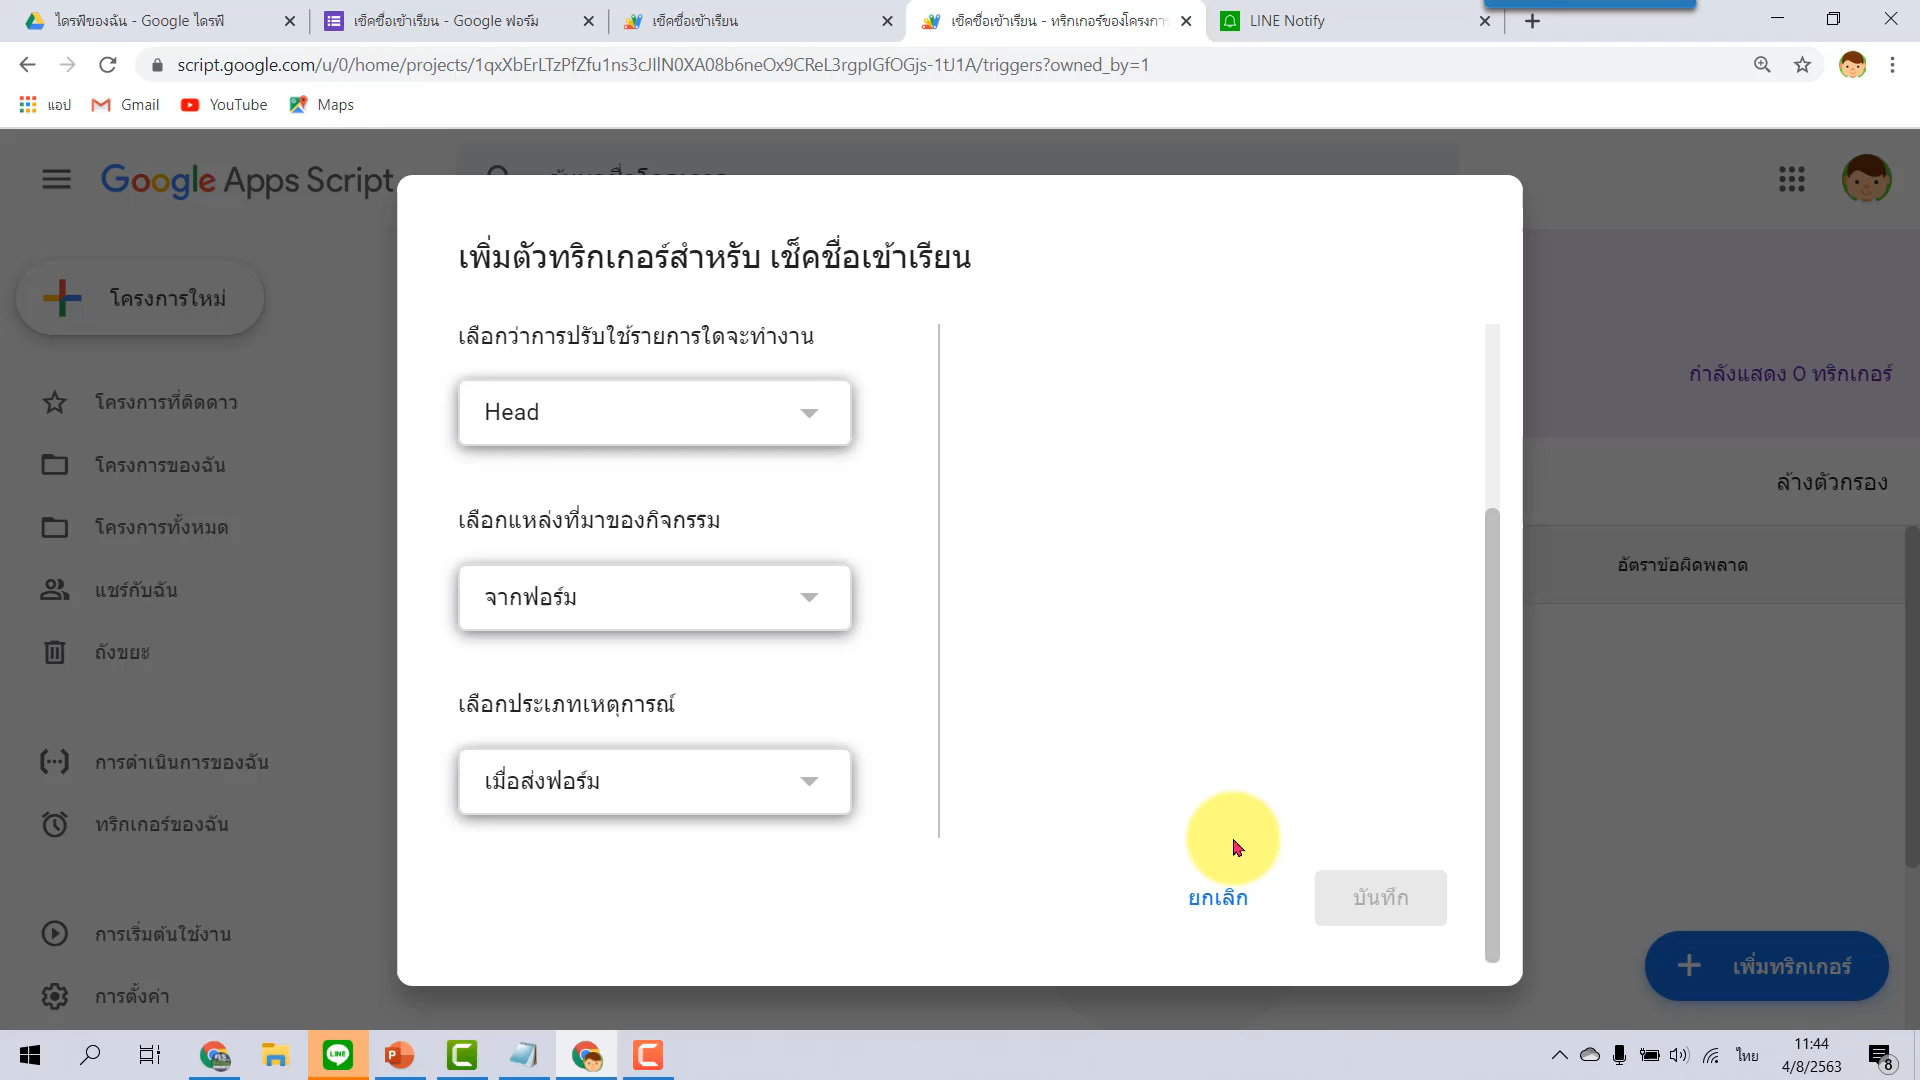 ไดรฟ์ของฉัน - Google ไดรฟ์
เช็คชื่อเข้าเรียน - Google ฟอร์ม
เช็คชื่อเข้าเรียน
เช็คชื่อเข้าเรียน - ทริกเกอร์ของโครงการ
LINE Notify
script.google.com/u/0/home/projects/1qxXbErLTzPfZfu1ns3cJIlN0XA08b6neOx9CReL3rgpIGfOGjs-1tJ1A/triggers?owned_by=1
แอป
Gmail
YouTube
Maps
Google Apps Script
โครงการใหม่
โครงการที่ติดดาว
โครงการของฉัน
โครงการทั้งหมด
แชร์กับฉัน
ถังขยะ
การดำเนินการของฉัน
ทริกเกอร์ของฉัน
การเริ่มต้นใช้งาน
การตั้งค่า
เพิ่มตัวทริกเกอร์สำหรับ เช็คชื่อเข้าเรียน
เลือกว่าการปรับใช้รายการใดจะทำงาน
Head
เลือกแหล่งที่มาของกิจกรรม
จากฟอร์ม
เลือกประเภทเหตุการณ์
เมื่อส่งฟอร์ม
ยกเลิก
บันทึก
กำลังแสดง 0 ทริกเกอร์
ล้างตัวกรอง
อัตราข้อผิดพลาด
เพิ่มทริกเกอร์
LINE
ไทย
11:44
4/8/2563
8